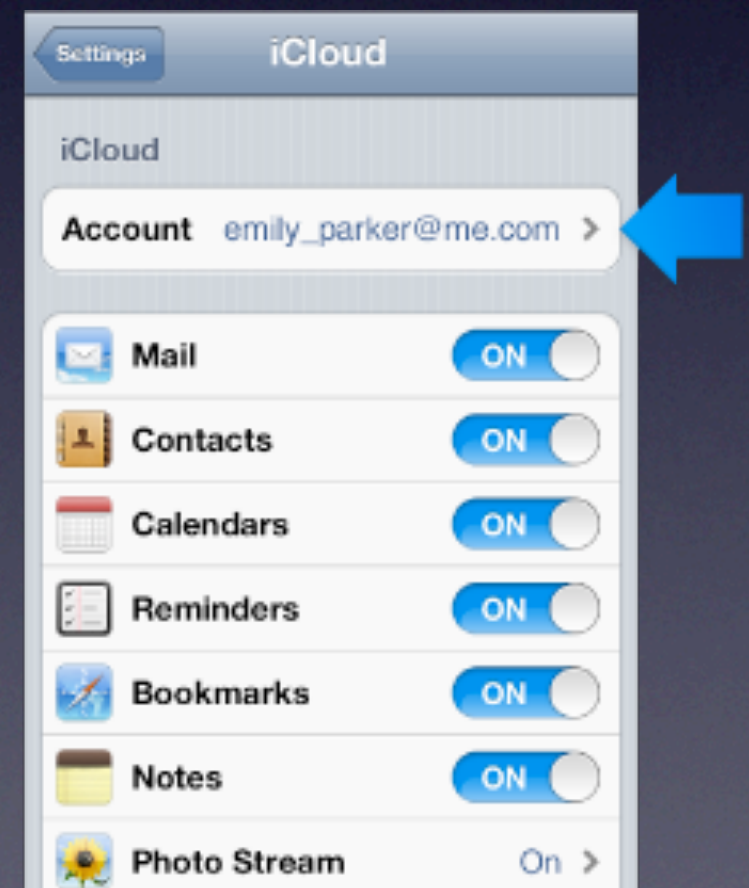 Settings
iCloud
iCloud
Account emily_parker@me.com
Mail ON
Contacts ON
Calendars ON
Reminders ON
Bookmarks ON
Notes ON
Photo Stream On